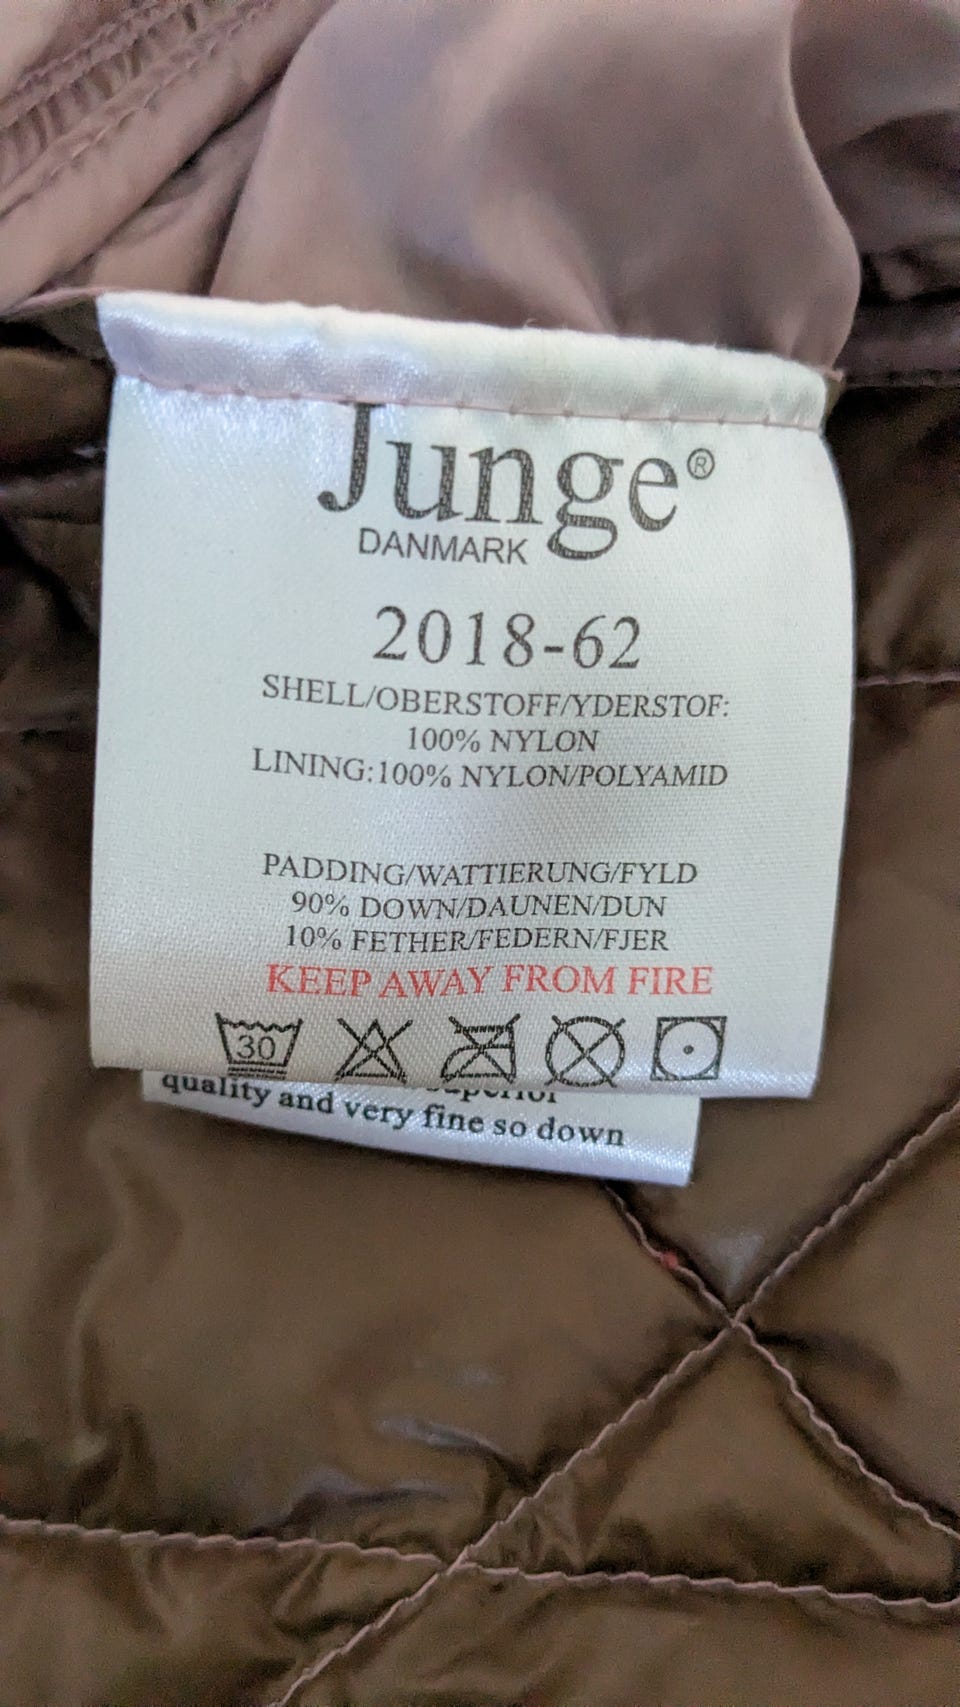 Junge®
DANMARK
2018-62
SHELL/OBERSTOFF/YDERSTOF:
100% NYLON
LINING:100% NYLON/POLYAMID
PADDING/WATTIERUNG/FYLD
90% DOWN/DAUNEN/DUN
10% FETHER/FEDERN/FJER
KEEP AWAY FROM FIRE
30
superior
quality and very fine so down